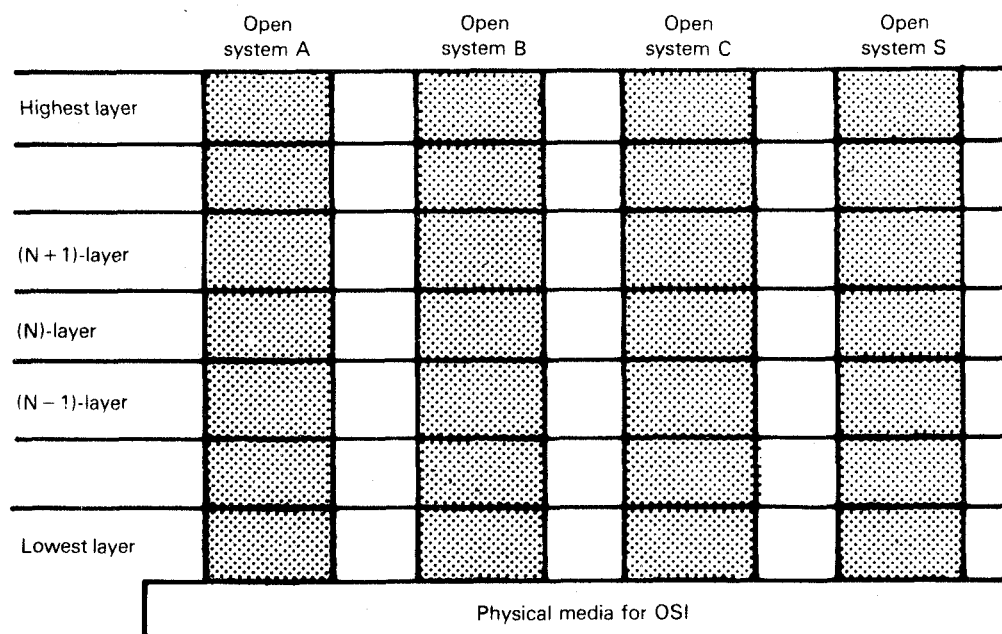 Open
system A
Open
system B
Open
system C
Open
system S
Highest layer
(N + 1)-layer
(N)-layer
(N − 1)-layer
Lowest layer
Physical media for OSI